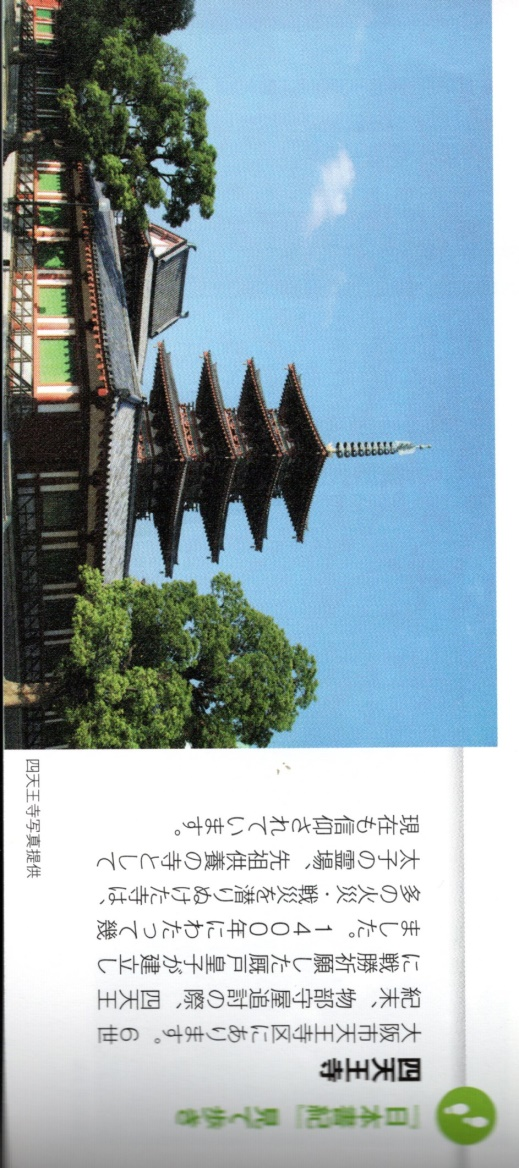 「日本書紀」見て歩き
四天王寺
大阪市天王寺区にあります。6世
紀末、物部守屋追討の際、四天王
に戦勝祈願した厩戸皇子が建立し
ました。1400年にわたって幾
多の火災・戦災を潜りぬけた寺は、
太子の霊場、先祖供養の寺として
現在も信仰されています。
四天王寺写真提供